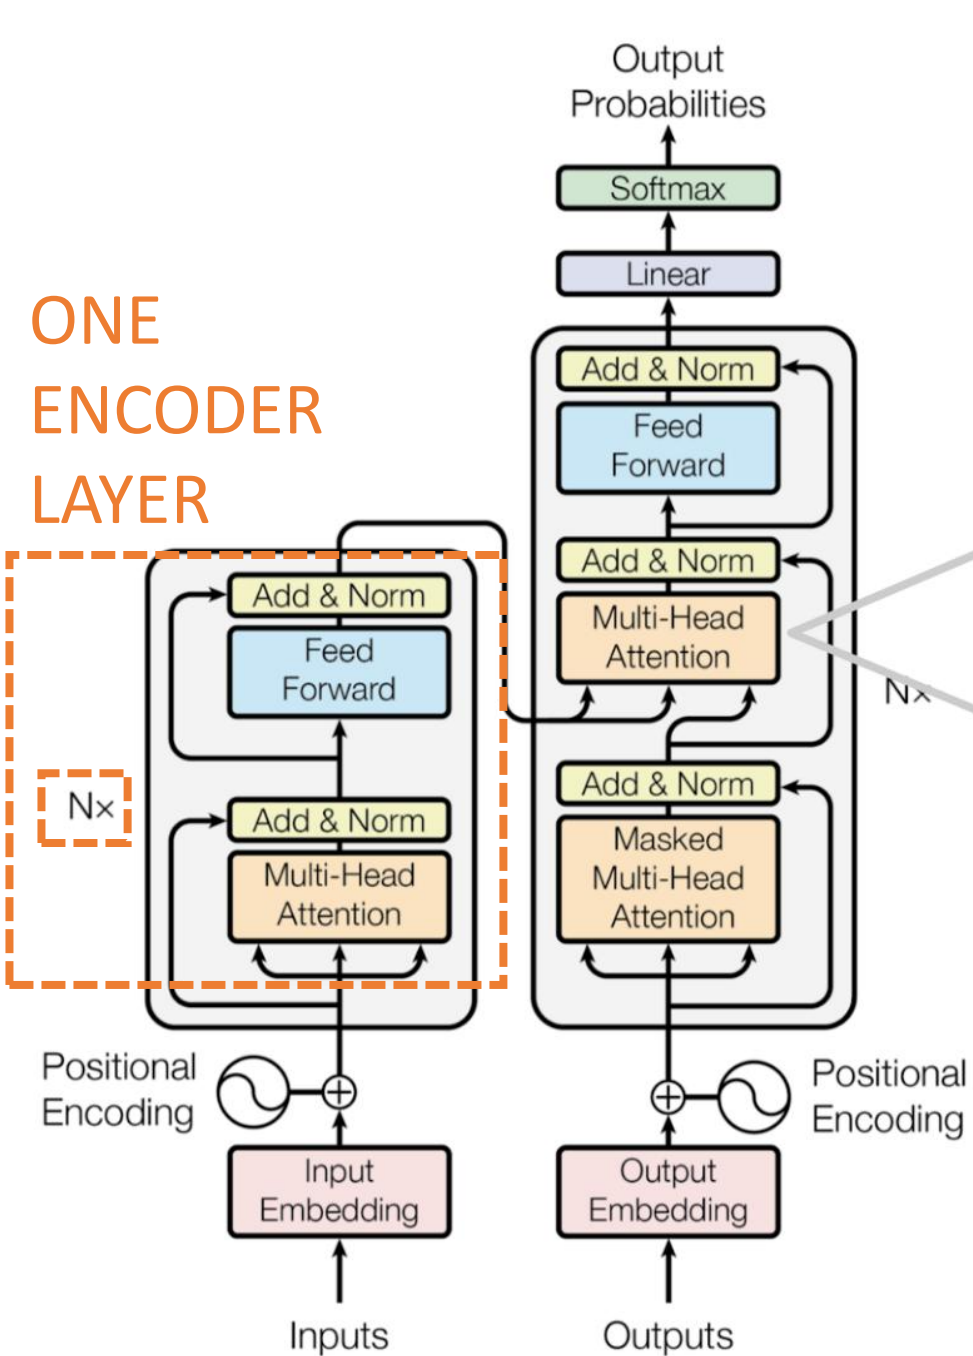 Output
Probabilities
Softmax
Linear
ONE
ENCODER
LAYER
Add & Norm
Feed
Forward
Add & Norm
Multi-Head
Attention
Nx
Add & Norm
Masked
Multi-Head
Attention
Add & Norm
Feed
Forward
Nx
Add & Norm
Multi-Head
Attention
Positional
Encoding
Positional
Encoding
Input
Embedding
Output
Embedding
Inputs
Outputs